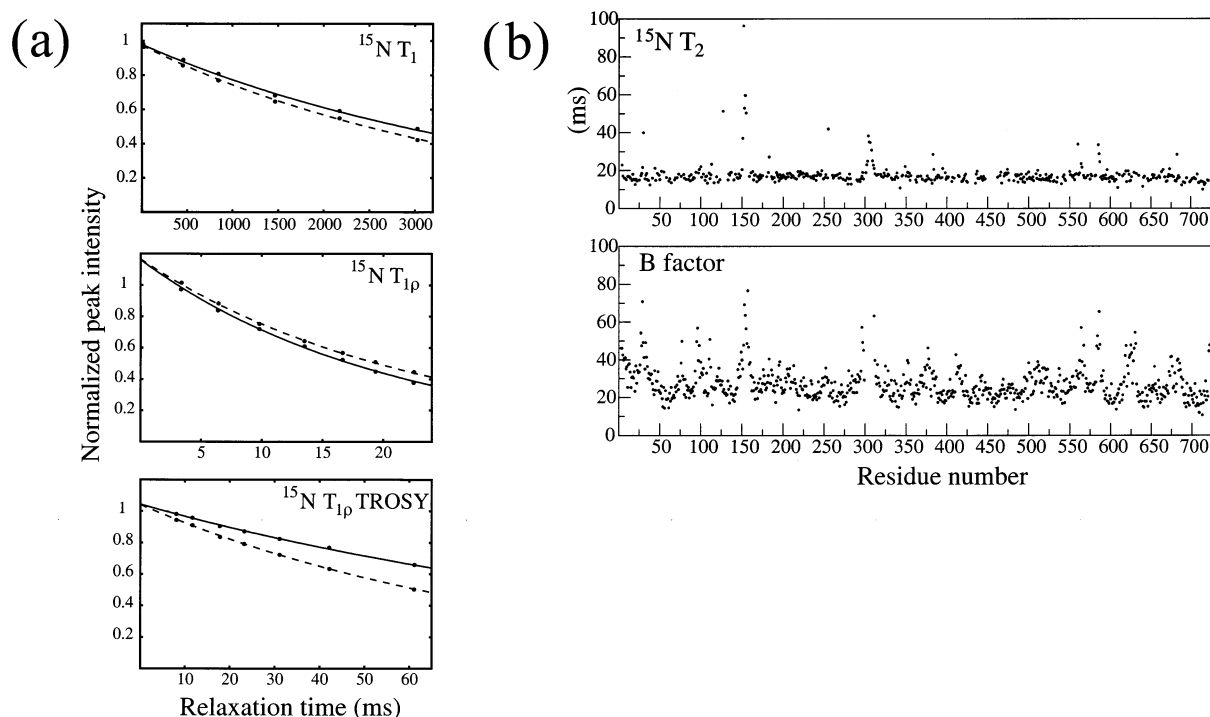 (a)
Normalized peak intensity
¹⁵N T₁
1
0.8
0.6
0.4
0.2
500 1000 1500 2000 2500 3000
¹⁵N T₁ρ
1
0.8
0.6
0.4
0.2
5 10 15 20
¹⁵N T₁ρ TROSY
1
0.8
0.6
0.4
0.2
10 20 30 40 50 60
Relaxation time (ms)
(b)
¹⁵N T₂
(ms)
100
80
60
40
20
0
50 100 150 200 250 300 350 400 450 500 550 600 650 700
B factor
100
80
60
40
20
0
50 100 150 200 250 300 350 400 450 500 550 600 650 700
Residue number